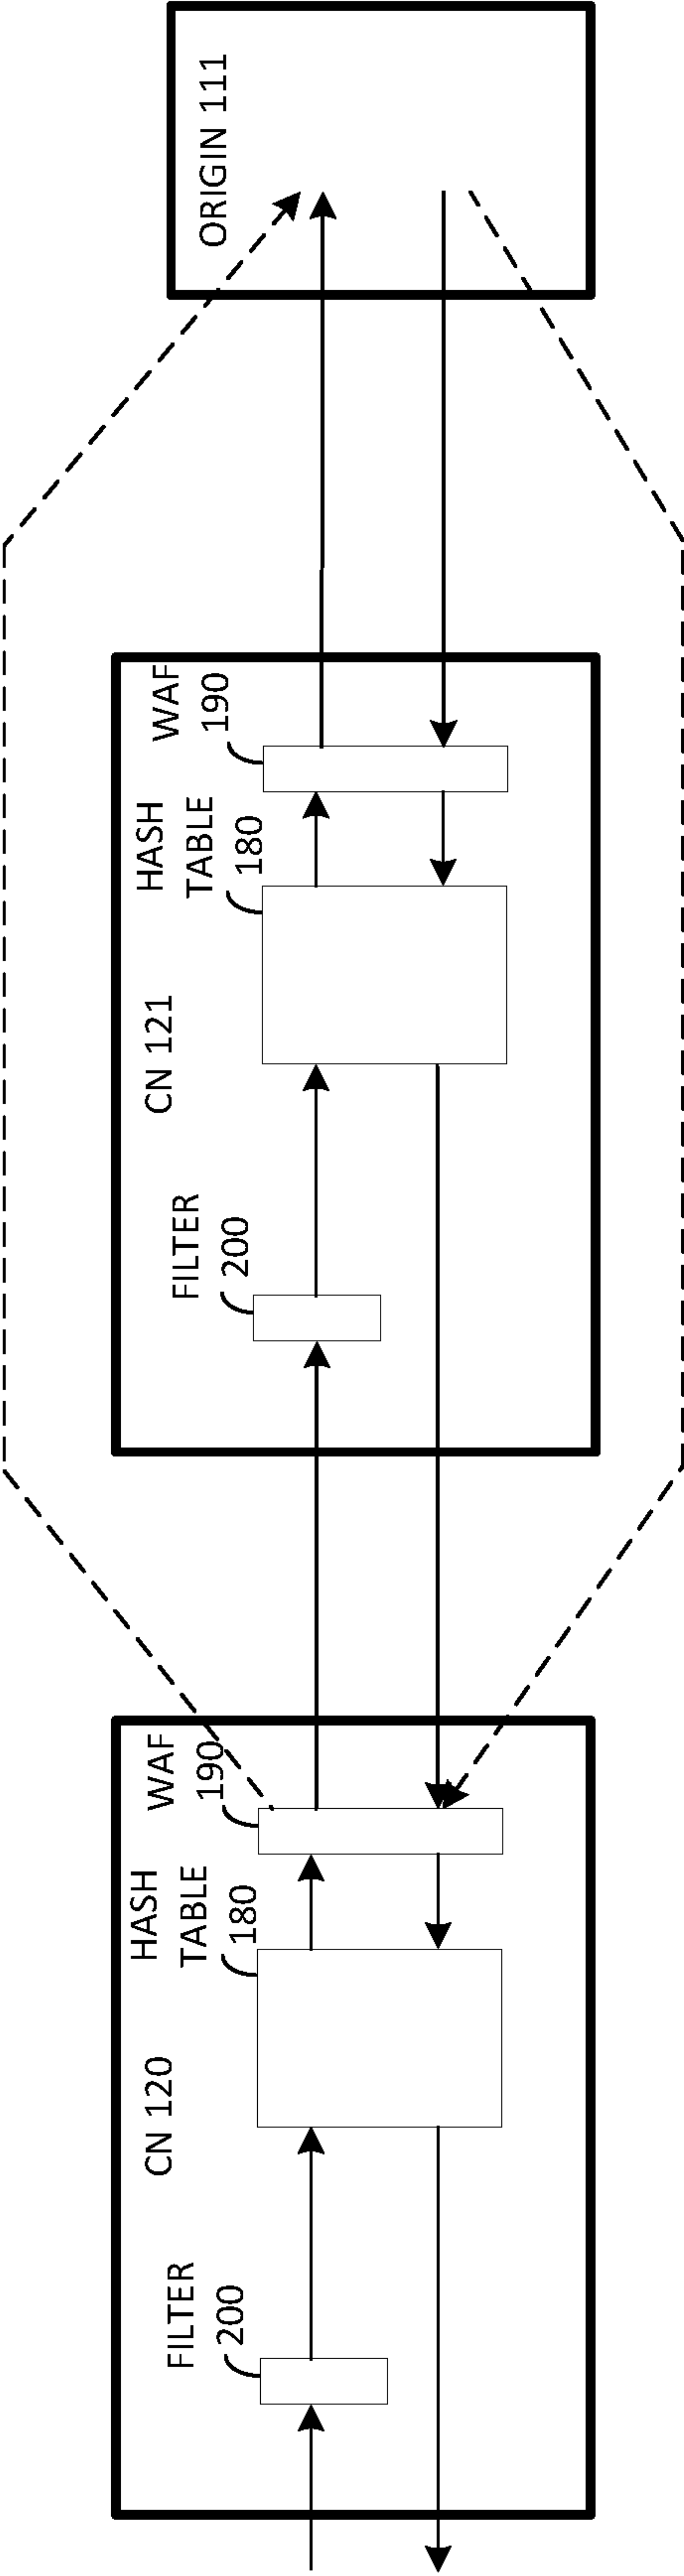 CN 120
FILTER
200
HASH
TABLE
180
WAF
190
CN 121
FILTER
200
HASH
TABLE
180
WAF
190
ORIGIN 111